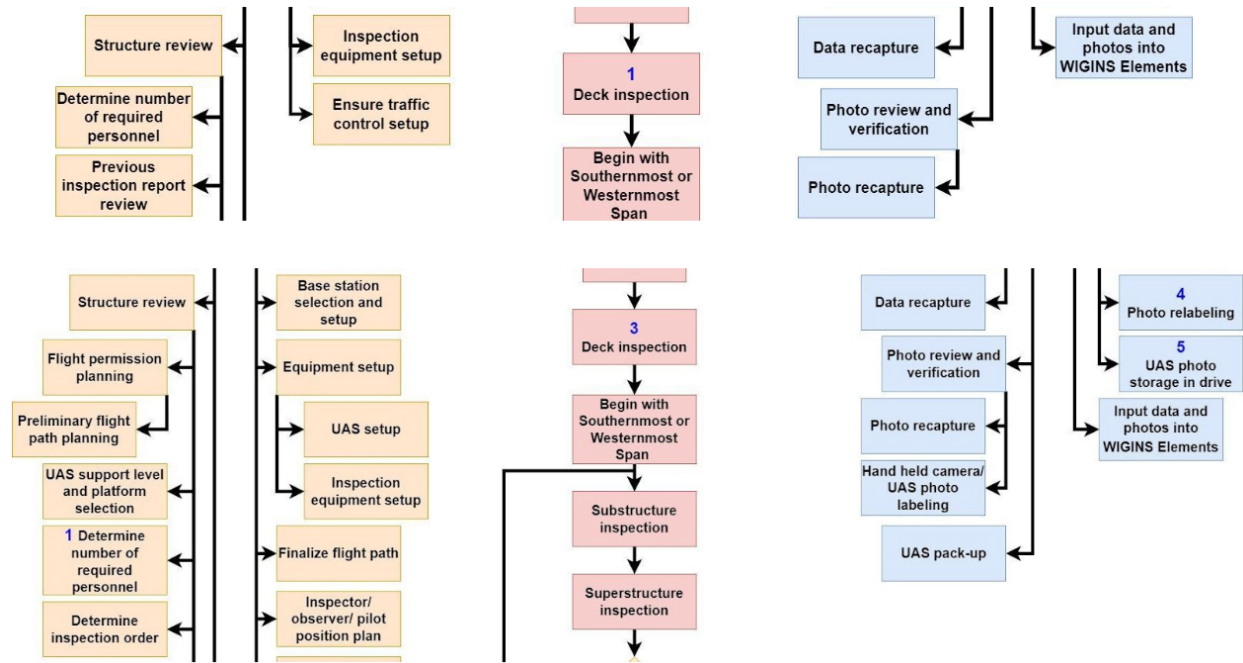 Structure review
Determine number
of required
personnel
Previous
inspection report
review
Inspection
equipment setup
Ensure traffic
control setup
1
Deck inspection
Begin with
Southernmost or
Westernmost
Span
Data recapture
Photo review and
verification
Photo recapture
Input data and
photos into
WIGINS Elements
Structure review
Flight permission
planning
Preliminary flight
path planning
UAS support level
and platform
selection
1 Determine
number of
required
personnel
Determine
inspection order
Base station
selection and
setup
Equipment setup
UAS setup
Inspection
equipment setup
Finalize flight path
Inspector/
observer/ pilot
position plan
3
Deck inspection
Begin with
Southernmost or
Westernmost
Span
Substructure
inspection
Superstructure
inspection
Data recapture
Photo review and
verification
Photo recapture
Hand held camera/
UAS photo
labeling
UAS pack-up
4
Photo relabeling
5
UAS photo
storage in drive
Input data and
photos into
WIGINS Elements